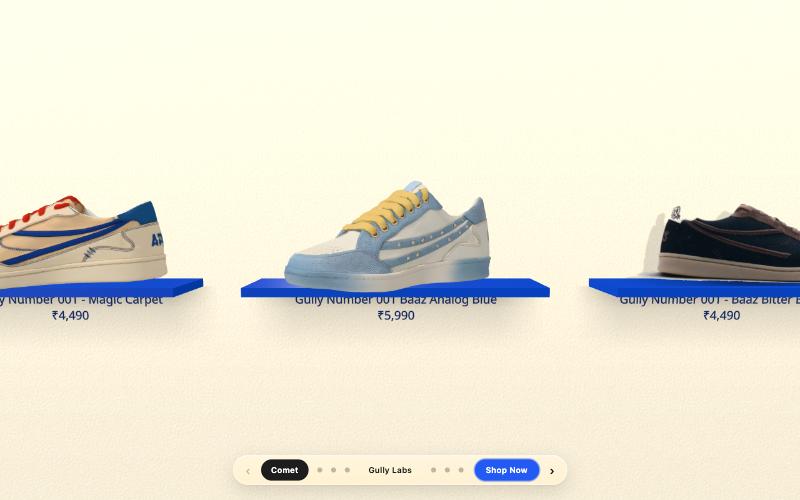 y Number 001 - Magic Carpet
₹4,490
Gully Number 001 Baaz Analog Blue
₹5,990
Gully Number 001 - Baaz Bitter
₹4,490
Comet
Gully Labs
Shop Now